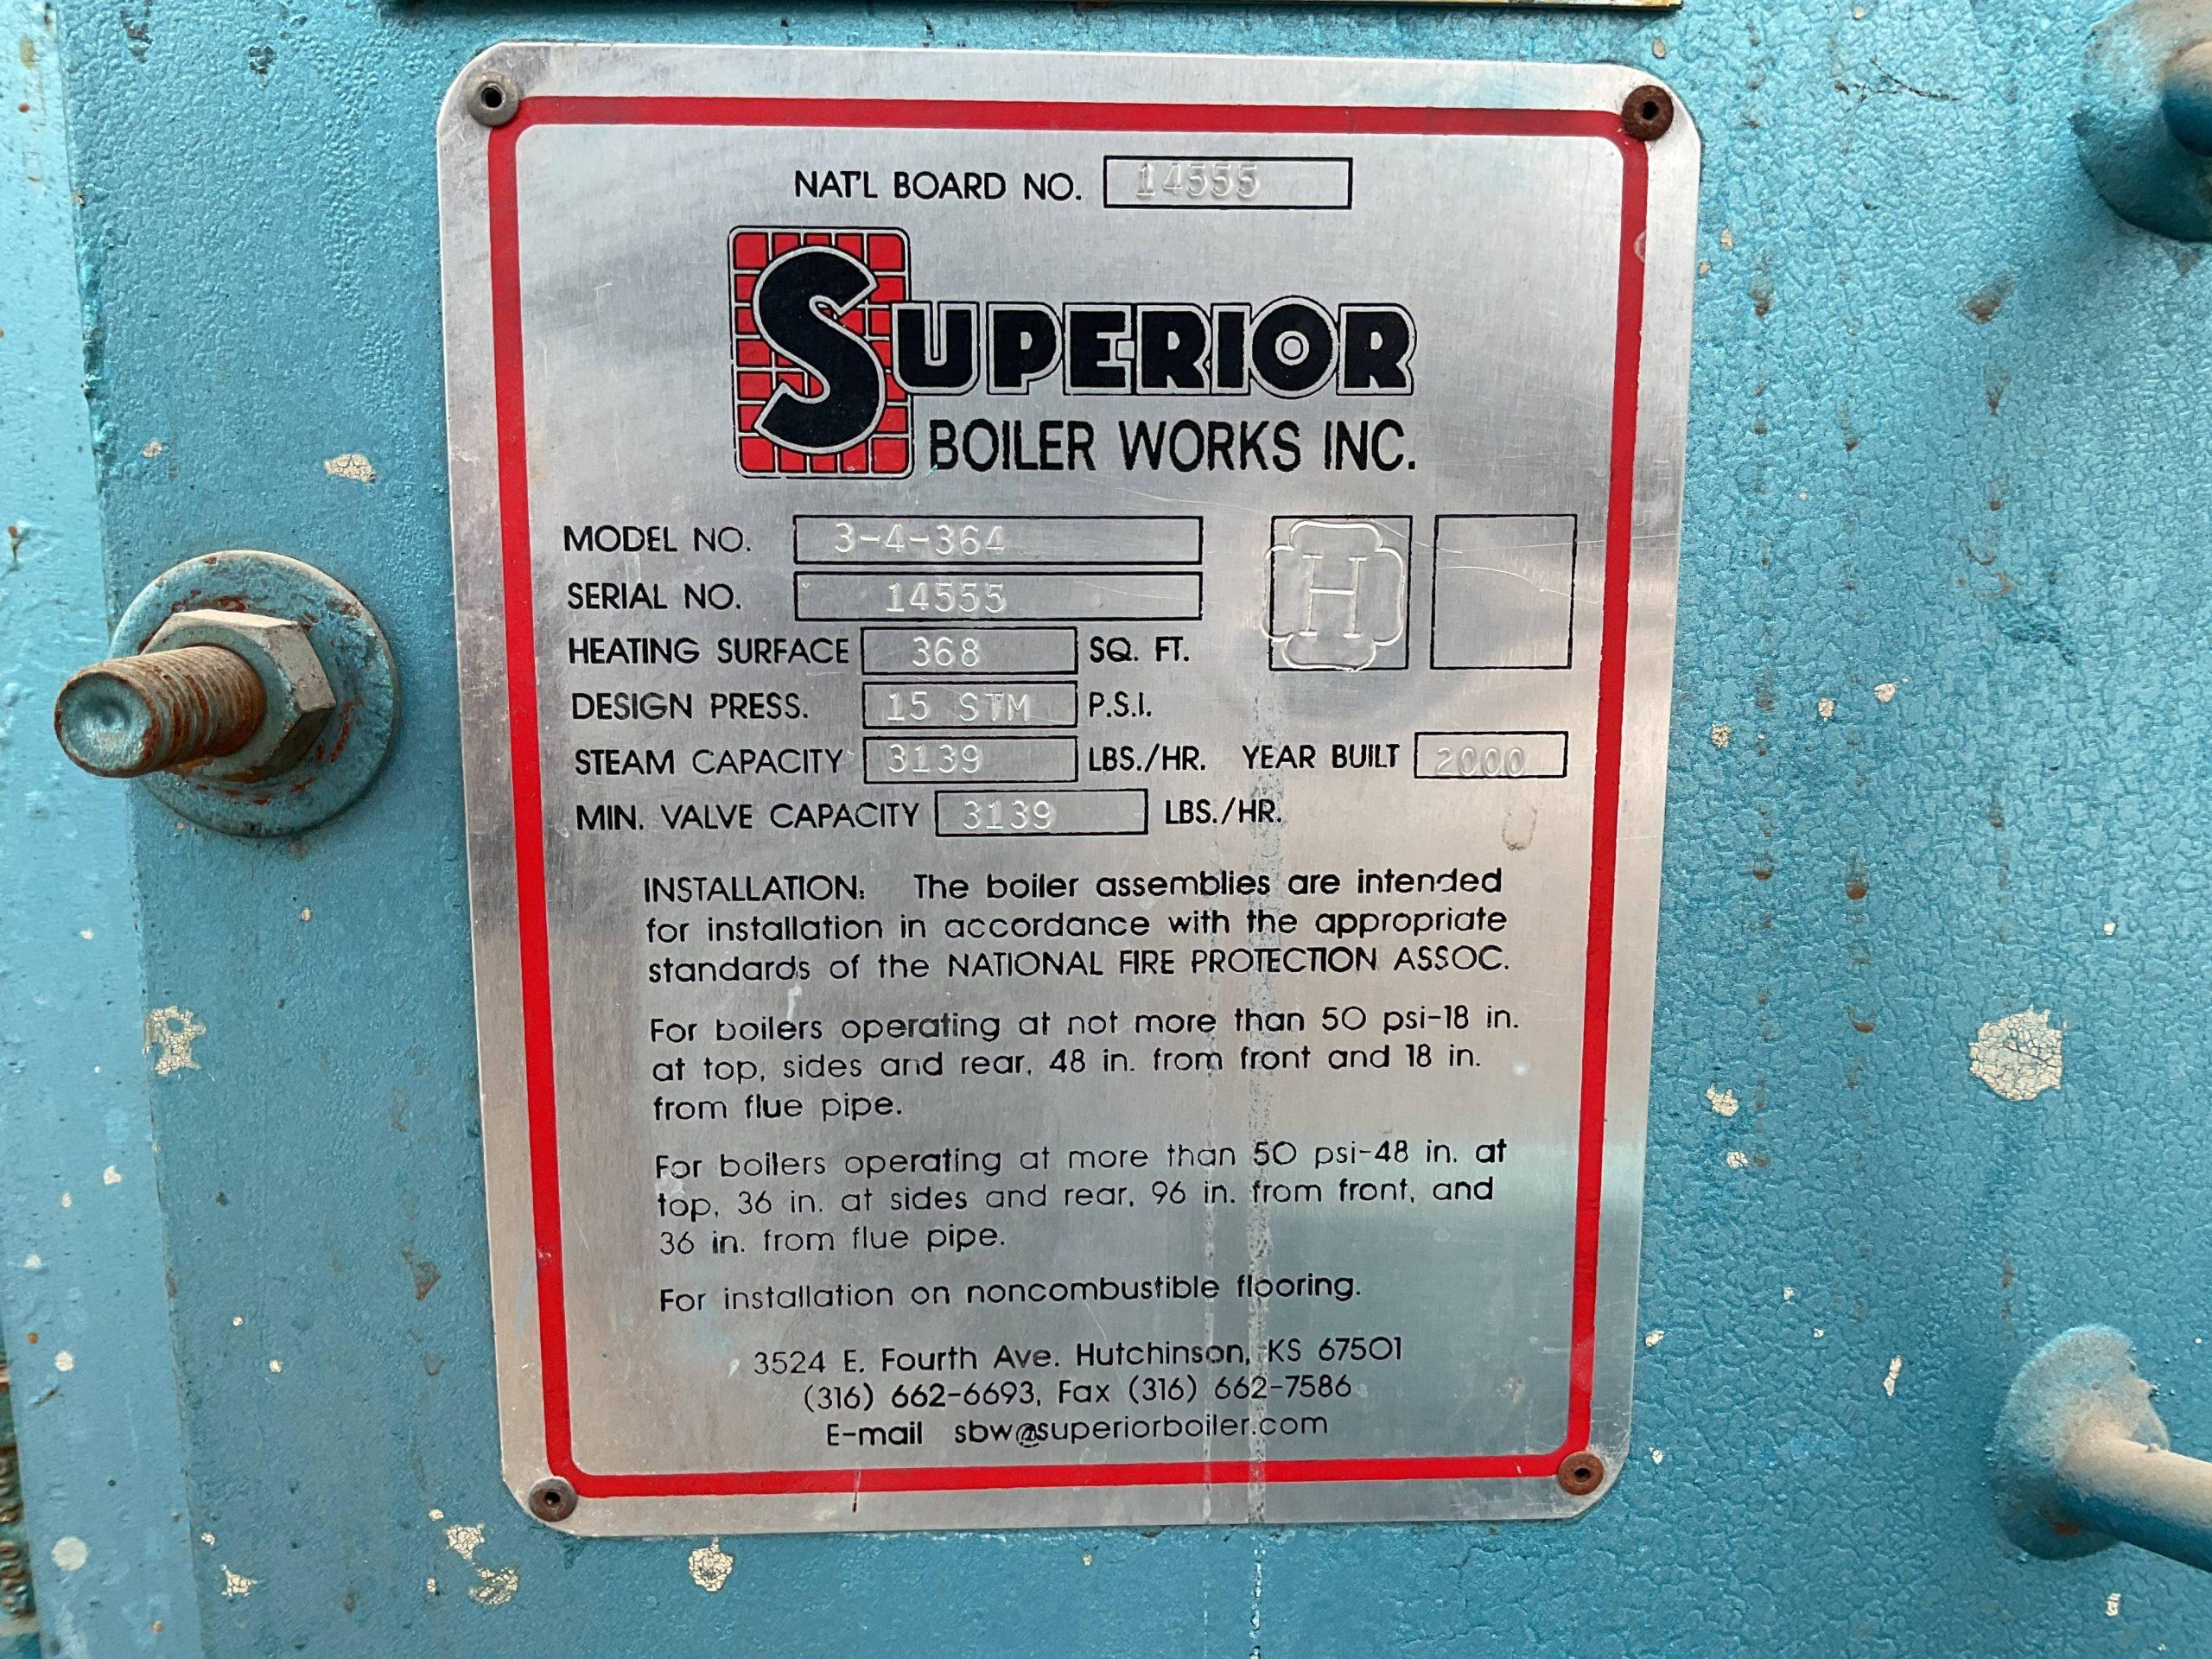 NAT'L BOARD NO. 14555
SUPERIOR
BOILER WORKS INC.
MODEL NO. 3-4-364
H
SERIAL NO. 14555
HEATING SURFACE 368 SQ. FT.
DESIGN PRESS. 15 STM P.S.I.
STEAM CAPACITY 3139 LBS./HR. YEAR BUILT 2000
MIN. VALVE CAPACITY 3139 LBS./HR.
INSTALLATION: The boiler assemblies are intended
for installation in accordance with the appropriate
standards of the NATIONAL FIRE PROTECTION ASSOC.
For boilers operating at not more than 50 psi-18 in.
at top, sides and rear, 48 in. from front and 18 in.
from flue pipe.
For boilers operating at more than 50 psi-48 in. at
top, 36 in. at sides and rear, 96 in. from front, and
36 in. from flue pipe.
For installation on noncombustible flooring.
3524 E. Fourth Ave. Hutchinson, KS 67501
(316) 662-6693, Fax (316) 662-7586
E-mail sbw@superiorboiler.com